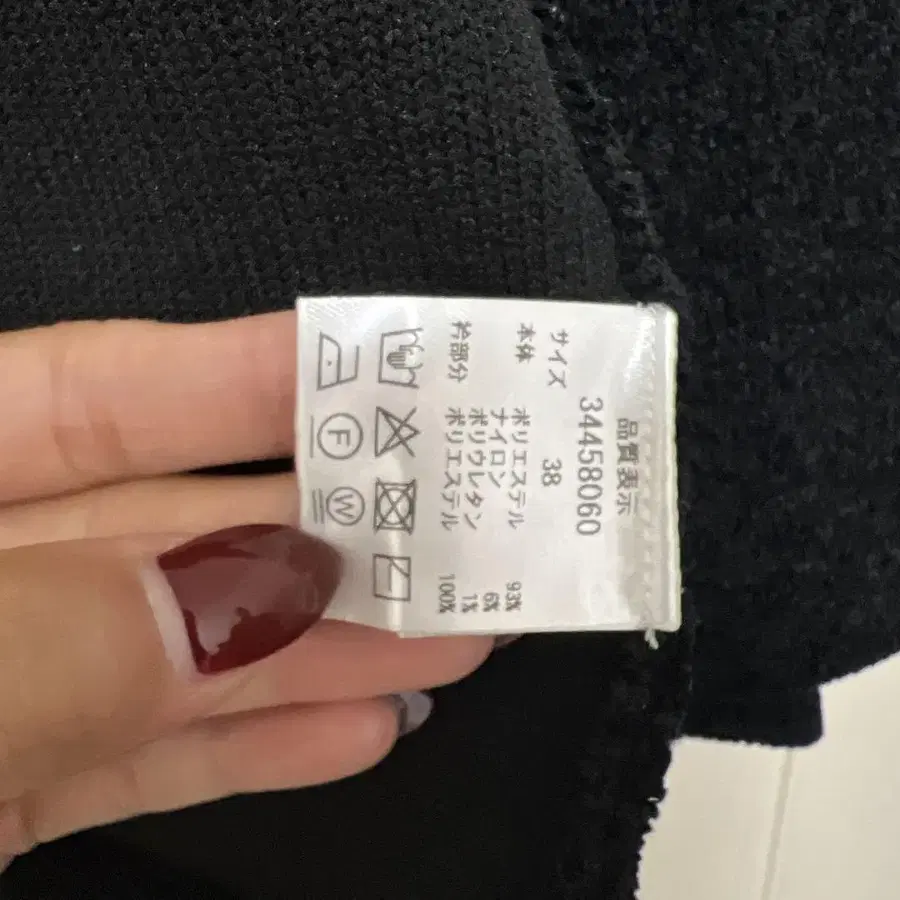 品質表示
34458060
サイズ 38
本体 ポリエステル 93%
ナイロン 6%
ポリウレタン 1%
衿部分 ポリエステル 100%
F
W